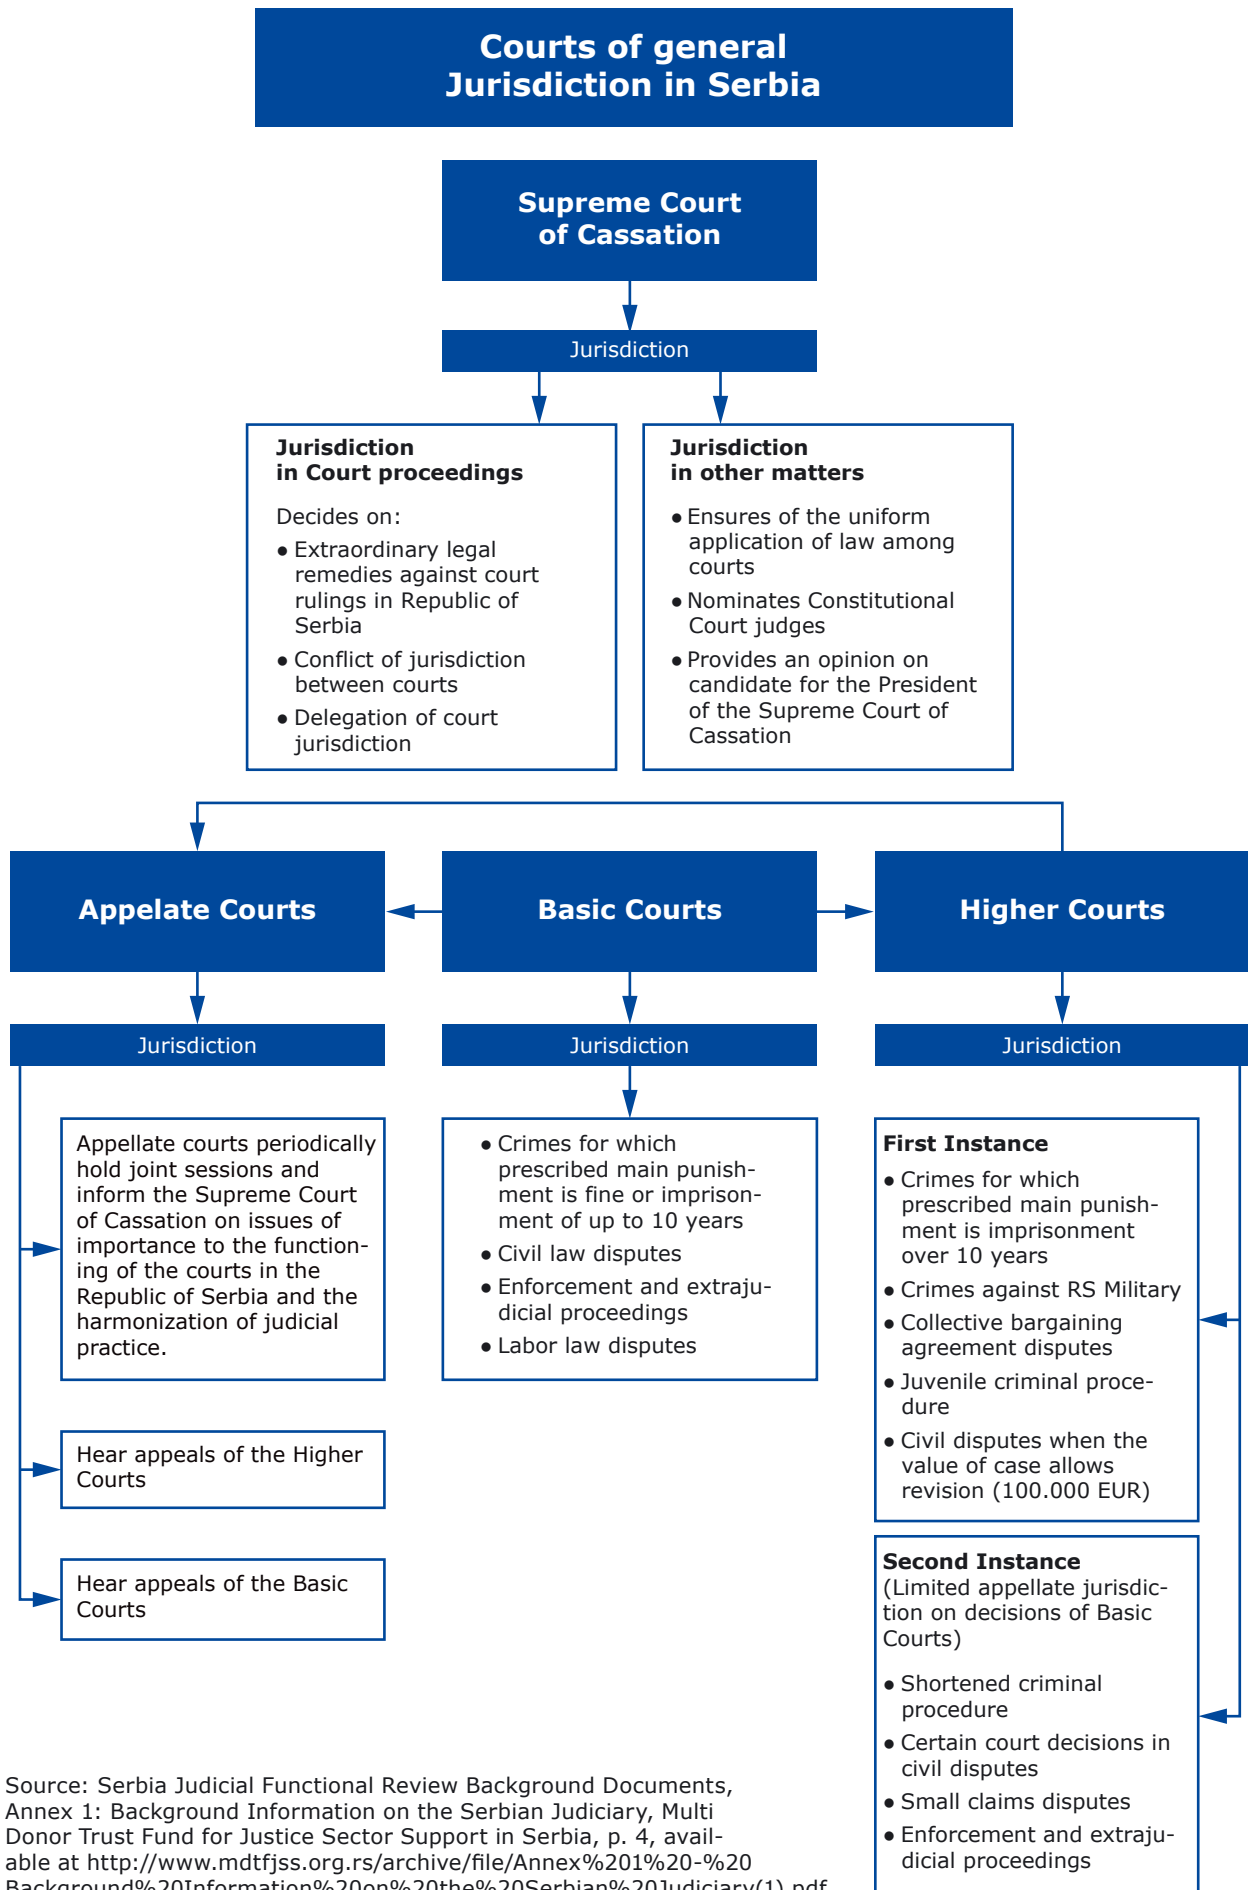 Courts of general
Jurisdiction in Serbia
Supreme Court
of Cassation
Jurisdiction
Jurisdiction
in Court proceedings
Decides on:
● Extraordinary legal
remedies against court
rulings in Republic of
Serbia
● Conflict of jurisdiction
between courts
● Delegation of court
jurisdiction
Jurisdiction
in other matters
● Ensures of the uniform
application of law among
courts
● Nominates Constitutional
Court judges
● Provides an opinion on
candidate for the President
of the Supreme Court of
Cassation
Appelate Courts
Basic Courts
Higher Courts
Jurisdiction
Jurisdiction
Jurisdiction
Appellate courts periodically
hold joint sessions and
inform the Supreme Court
of Cassation on issues of
importance to the function-
ing of the courts in the
Republic of Serbia and the
harmonization of judicial
practice.
Hear appeals of the Higher
Courts
Hear appeals of the Basic
Courts
● Crimes for which
prescribed main punish-
ment is fine or imprison-
ment of up to 10 years
● Civil law disputes
● Enforcement and extraju-
dicial proceedings
● Labor law disputes
First Instance
● Crimes for which
prescribed main punish-
ment is imprisonment
over 10 years
● Crimes against RS Military
● Collective bargaining
agreement disputes
● Juvenile criminal proce-
dure
● Civil disputes when the
value of case allows
revision (100.000 EUR)
Second Instance
(Limited appellate jurisdic-
tion on decisions of Basic
Courts)
● Shortened criminal
procedure
● Certain court decisions in
civil disputes
● Small claims disputes
● Enforcement and extraju-
dicial proceedings
Source: Serbia Judicial Functional Review Background Documents,
Annex 1: Background Information on the Serbian Judiciary, Multi
Donor Trust Fund for Justice Sector Support in Serbia, p. 4, avail-
able at http://www.mdtfjss.org.rs/archive/file/Annex%201%20-%20
Background%20Information%20on%20the%20Serbian%20Judiciary(1).pdf